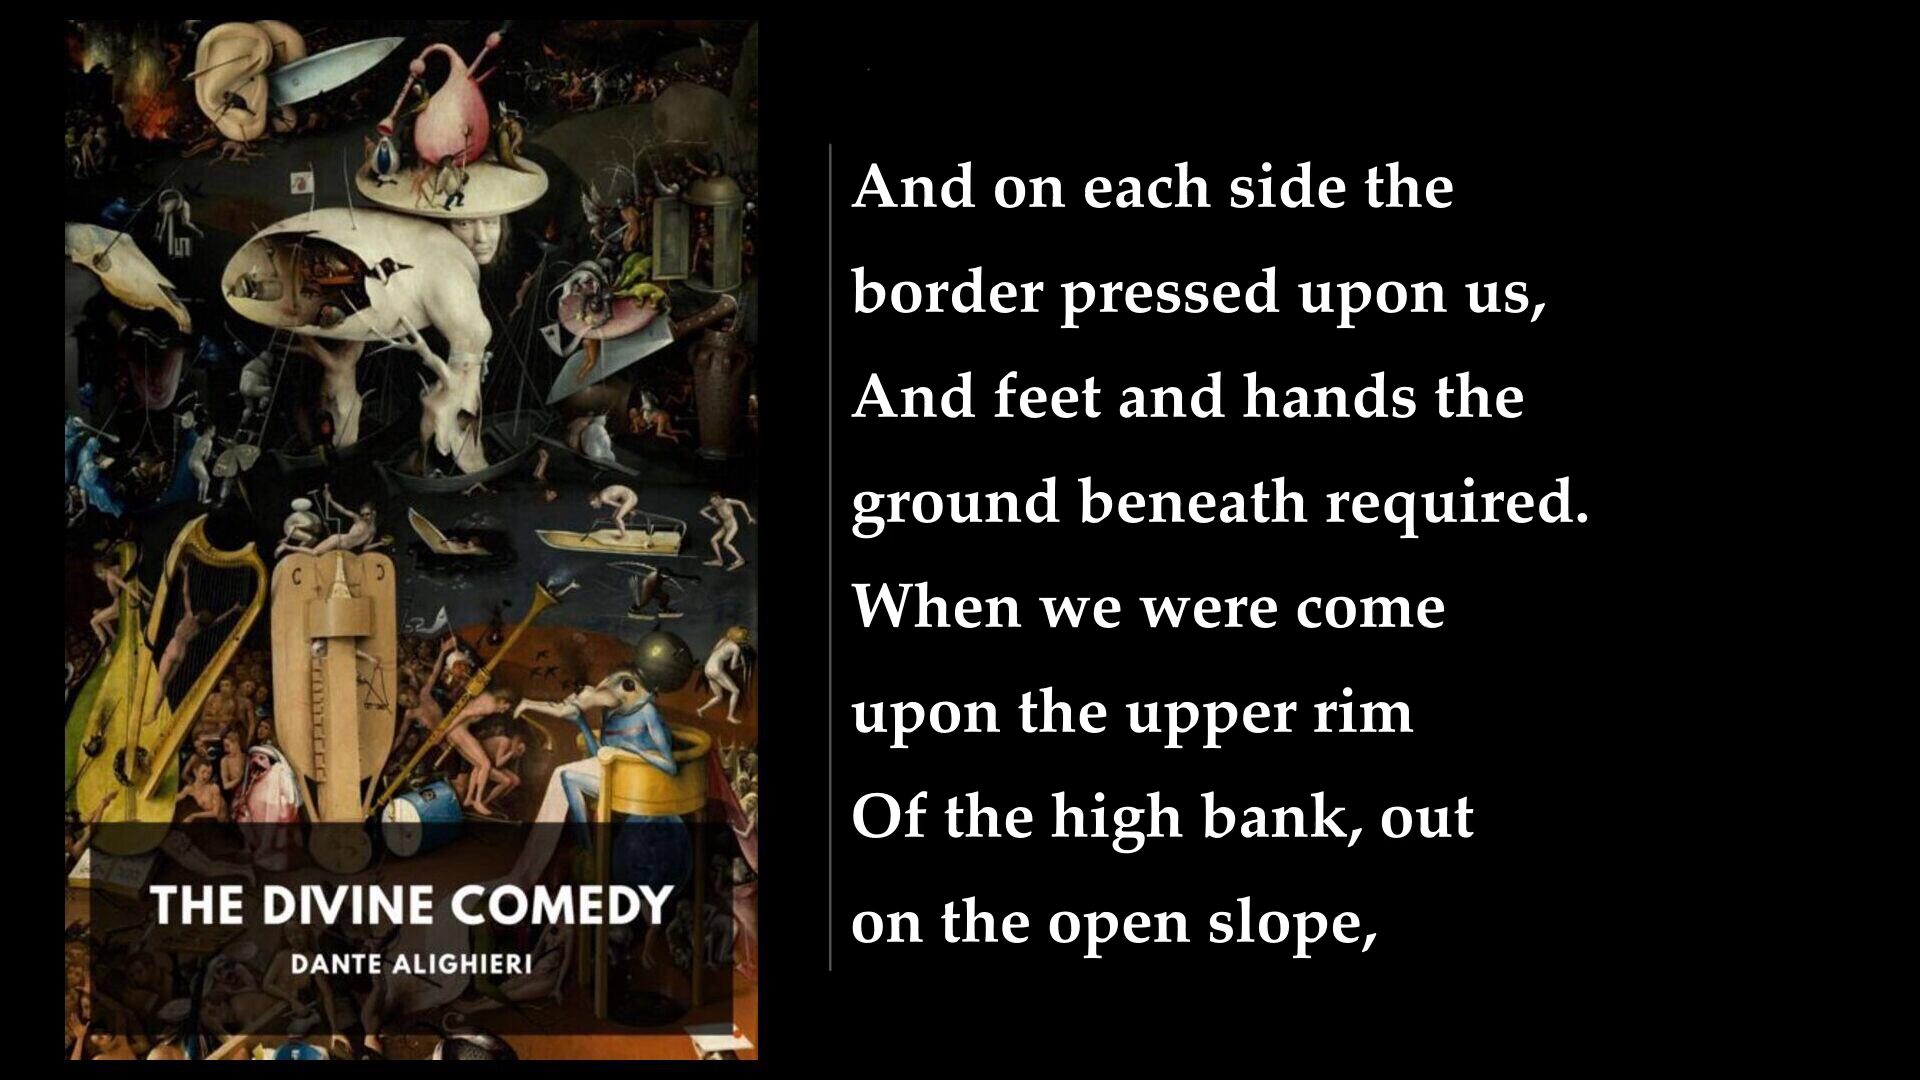 THE DIVINE COMEDY
DANTE ALIGHIERI
And on each side the
border pressed upon us,
And feet and hands the
ground beneath required.
When we were come
upon the upper rim
Of the high bank, out
on the open slope,